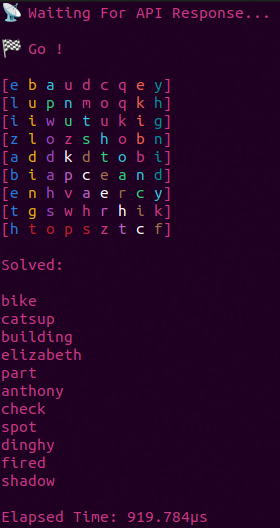 Waiting For API Response...
Go !
[e b a u d c q e y]
[l u p n m o q k h]
[i i w u t u k i g]
[z l o z s h o b n]
[a d d k d t o b i]
[b i a p c e a n d]
[e n h v a e r c y]
[t g s w h r h i k]
[h t o p s z t c f]
Solved:
bike
catsup
building
elizabeth
part
anthony
check
spot
dinghy
fired
shadow
Elapsed Time: 919.784µs